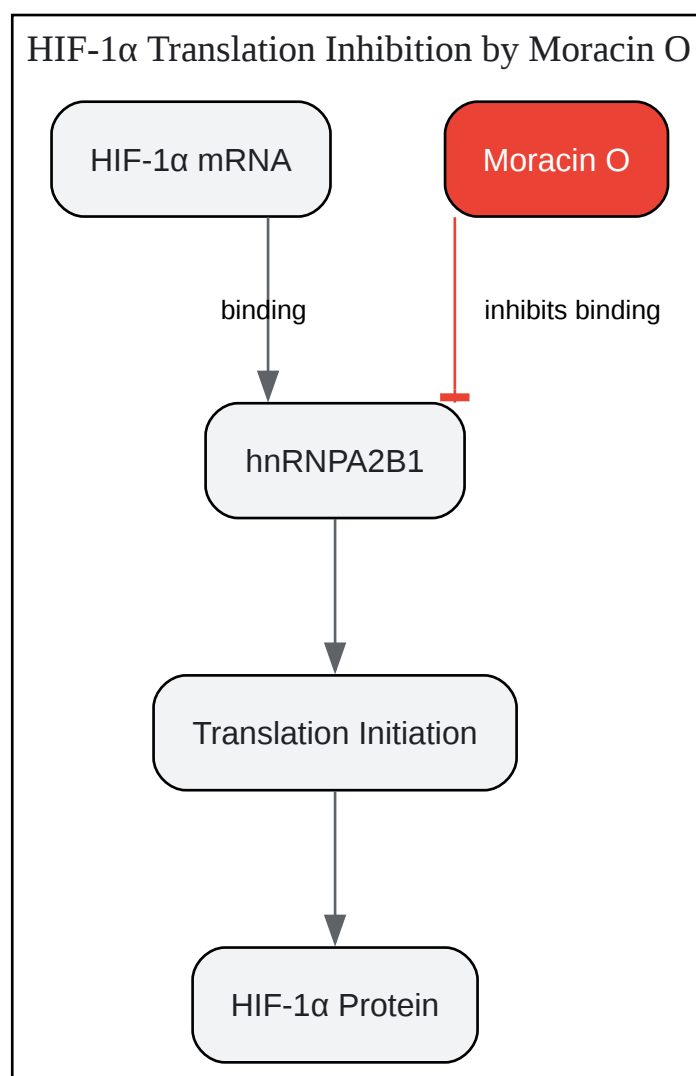 HIF-1α Translation Inhibition by Moracin O
HIF-1α mRNA
Moracin O
binding
inhibits binding
hnRNPA2B1
Translation Initiation
HIF-1α Protein